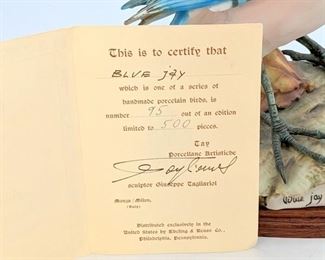 This is to certify that
BLUE JAY
which is one of a series of
handmade porcelain birds, is
number 95 out of an edition
limited to 500 pieces.
Tay
Porcellane Artistiche
sculptor Giuseppe Tagliariol
Monza/Milan,
(Italy)
Distributed exclusively in the
United States by Ebeling & Reuss Co.,
Philadelphia, Pennsylvania.
blue jay